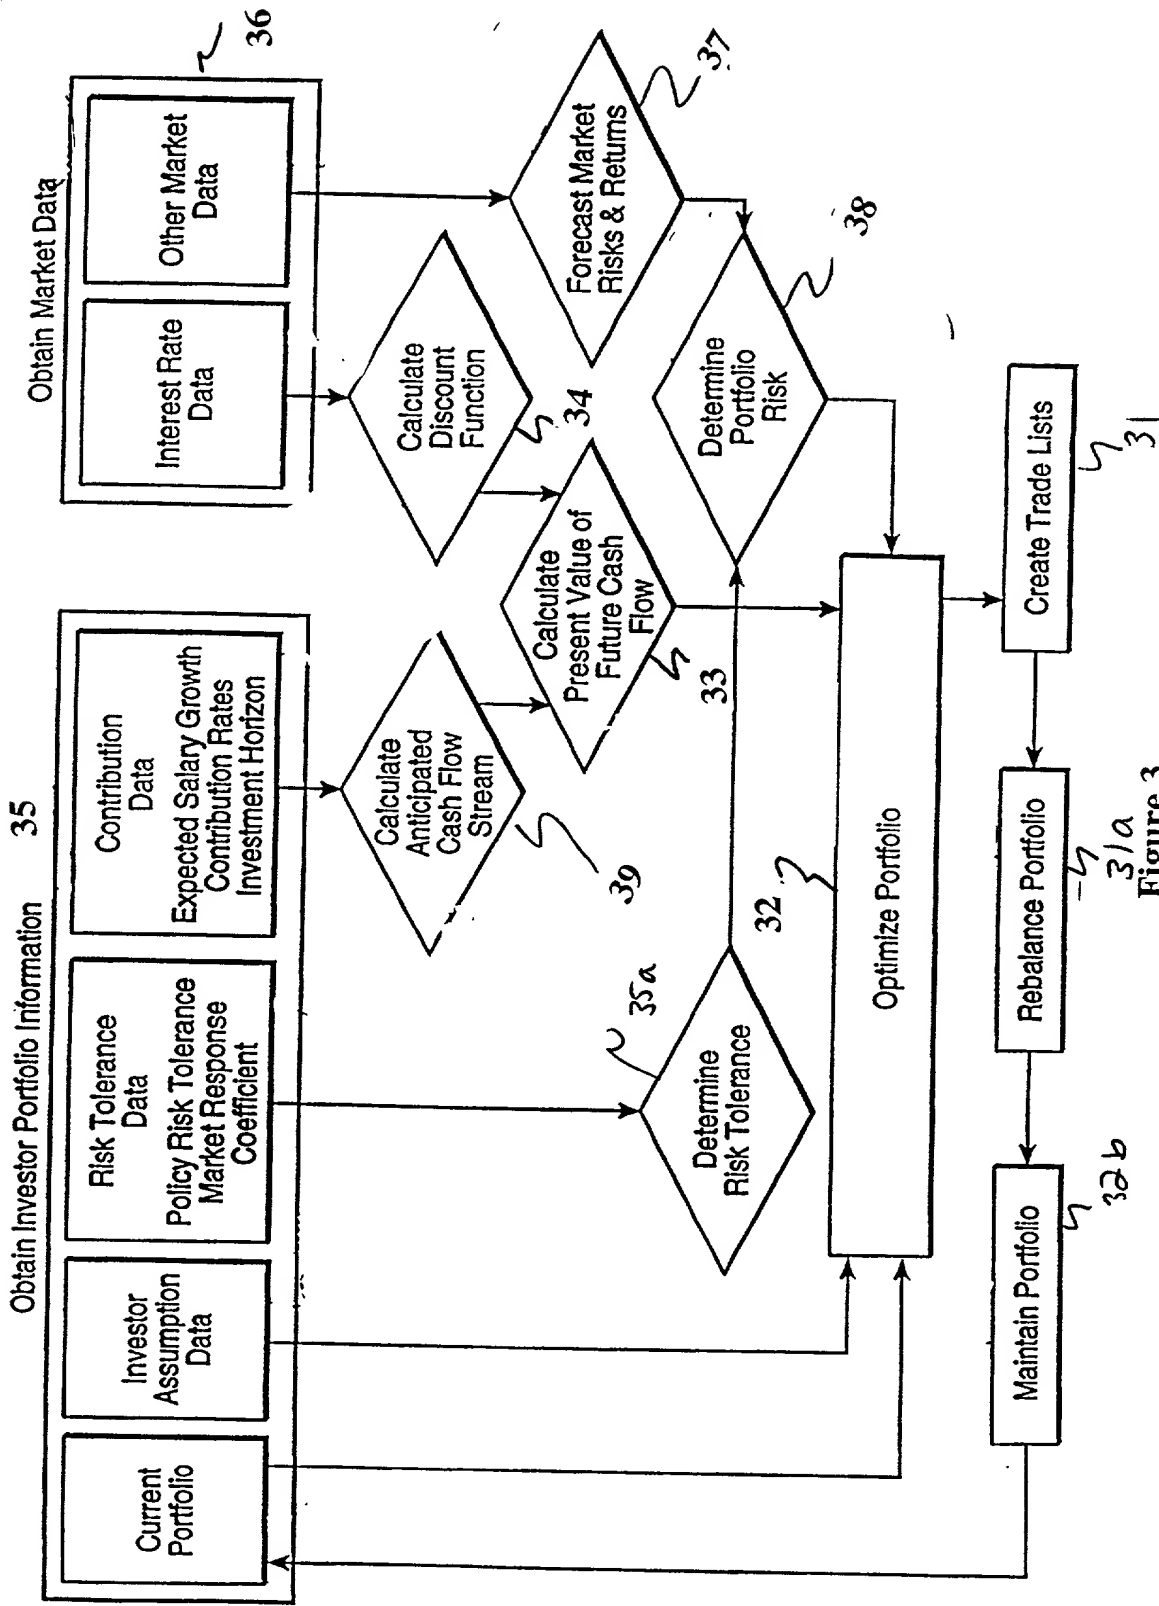 Obtain Investor Portfolio Information 35
Obtain Market Data
36
Current
Portfolio
Investor
Assumption
Data
Risk Tolerance
Data
Policy Risk Tolerance
Market Response
Coefficient
Contribution
Data
Expected Salary Growth
Contribution Rates
Investment Horizon
Interest Rate
Data
Other Market
Data
Calculate
Anticipated
Cash Flow
Stream
39
Calculate
Discount
Function
34
Calculate
Present Value of
Future Cash
Flow
33
Forecast Market
Risks & Returns
37
35a
Determine
Risk Tolerance
Determine
Portfolio
Risk
38
32
Optimize Portfolio
Maintain Portfolio
32b
Rebalance Portfolio
31a
Create Trade Lists
31
Figure 3